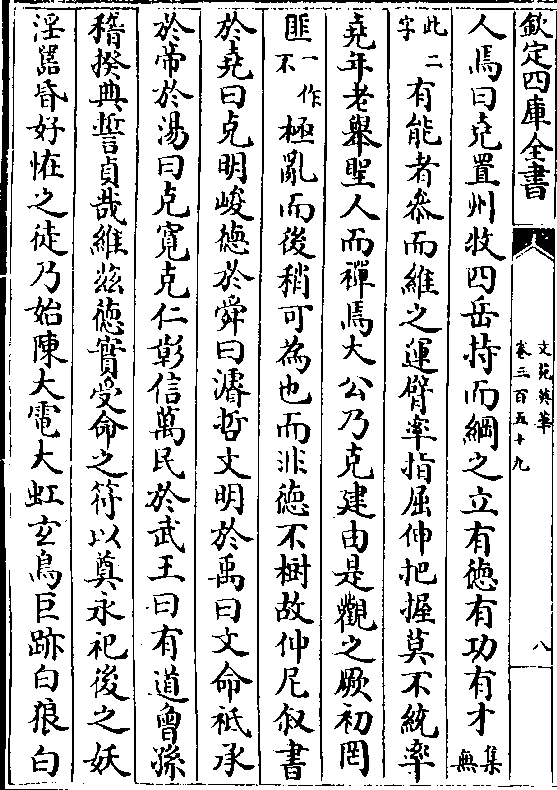 欽定四庫全書
文苑英華
卷三百五十九
八
人焉曰堯置州牧四岳持而綱之立有德有功有才集無
此二字有能者叅而維之運臂率指屈伸把握莫不統率
堯年老舉聖人而禪焉大公乃克建由是觀之厥初罔
匪一作不極亂而後稍可為也而非德不樹故仲尼叙書
於堯曰克明峻德於舜曰濬哲文明於禹曰文命祗承
於帝於湯曰克寛克仁彰信萬民於武王曰有道曾孫
稽揆典誓貞哉維兹德實受命之符以奠永祀後之妖
淫嚚昏好恠之徒乃始陳大電大虹玄鳥巨跡白狼白